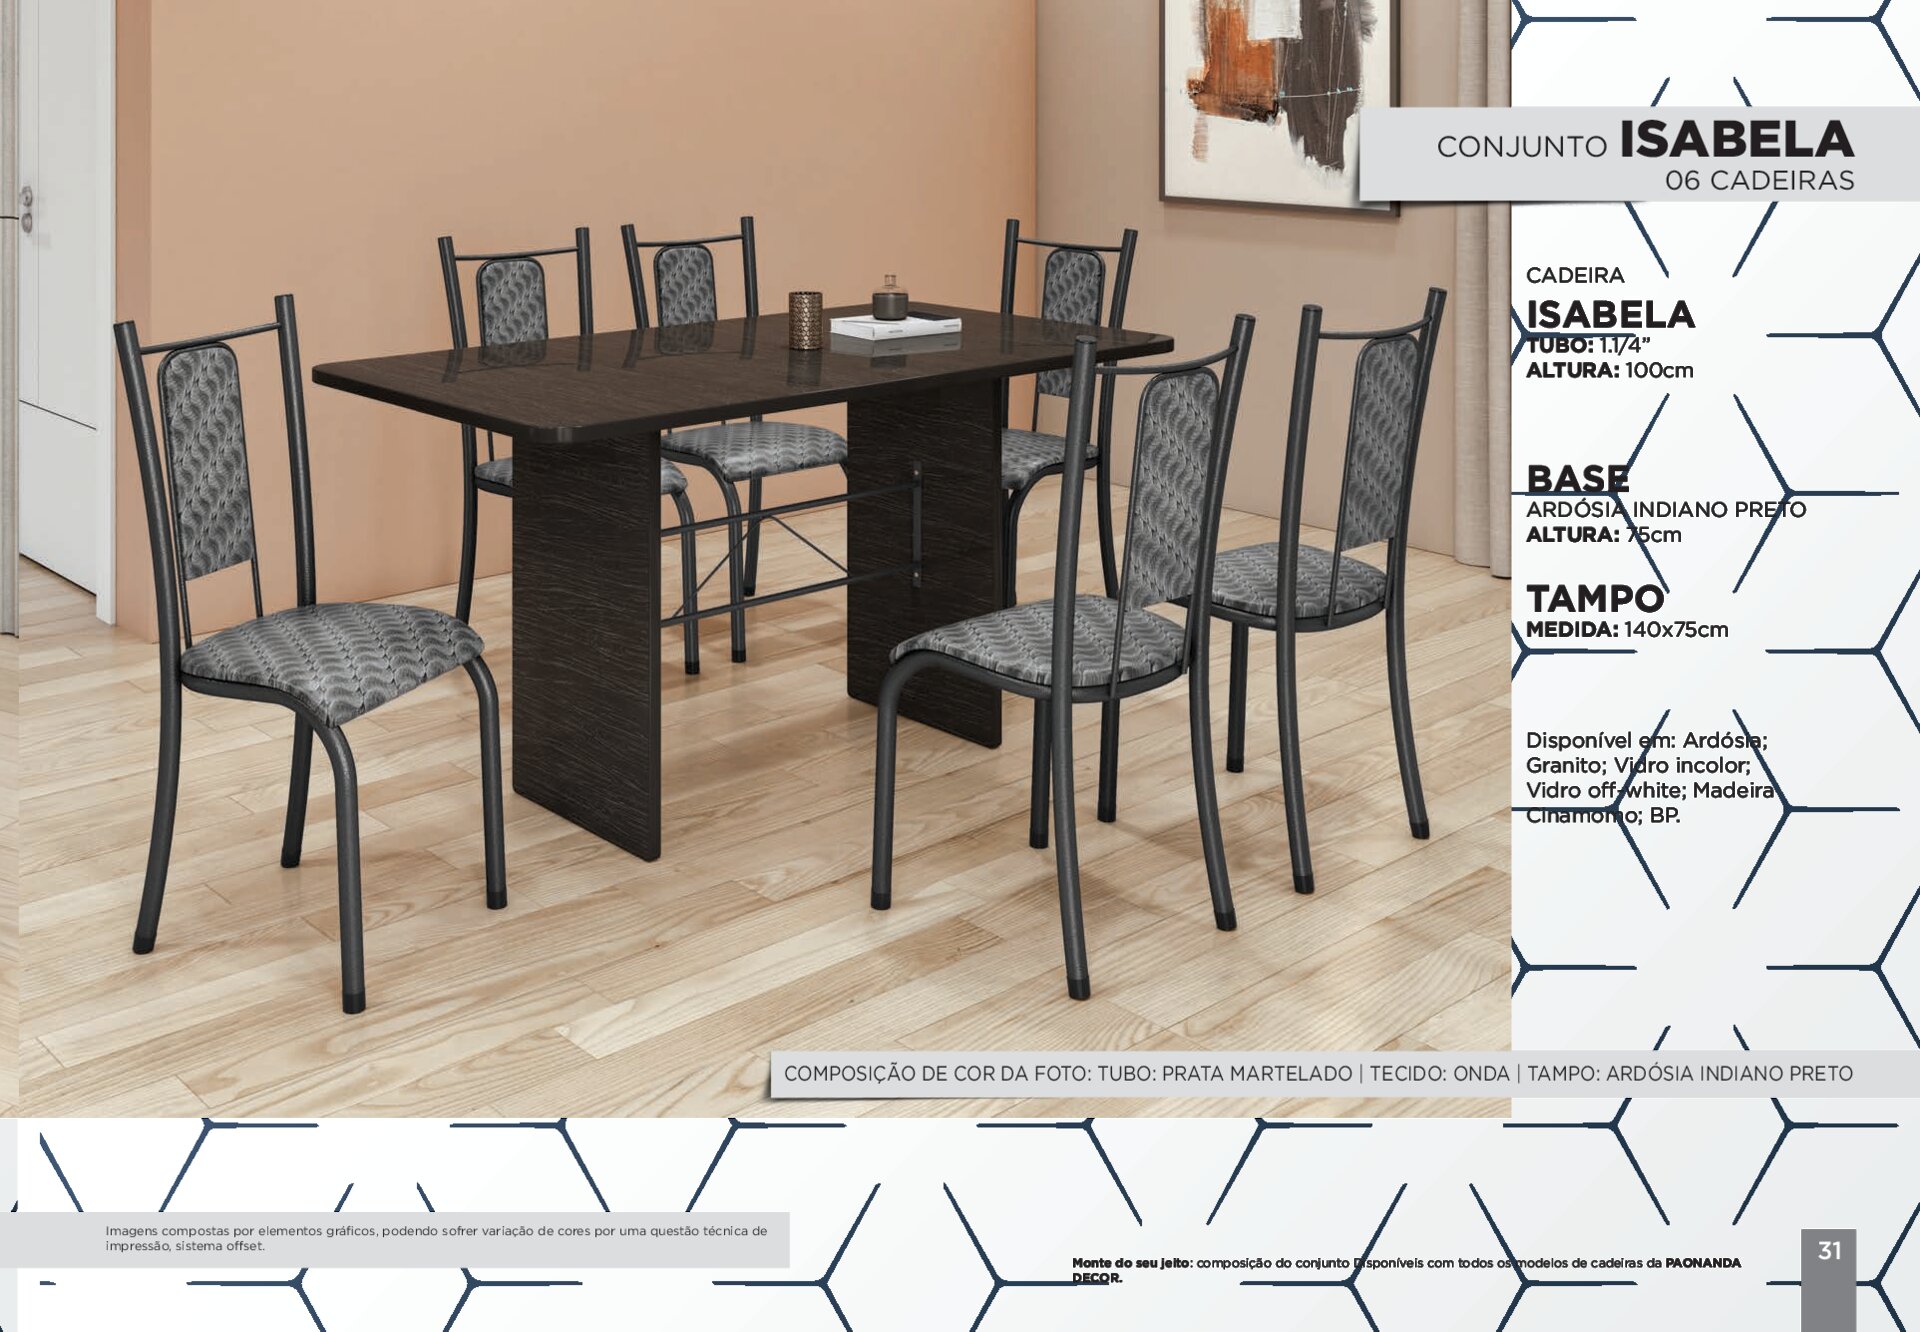 CONJUNTO ISABELA
06 CADEIRAS
CADEIRA
ISABELA
TUBO: 1.1/4”
ALTURA: 100cm
BASE
ARDÓSIA INDIANO PRETO
ALTURA: 75cm
TAMPO
MEDIDA: 140x75cm
Disponível em: Ardósia;
Granito; Vidro incolor;
Vidro off-white; Madeira
Cinamomo; BP.
COMPOSIÇÃO DE COR DA FOTO: TUBO: PRATA MARTELADO | TECIDO: ONDA | TAMPO: ARDÓSIA INDIANO PRETO
Imagens compostas por elementos gráficos, podendo sofrer variação de cores por uma questão técnica de
impressão, sistema offset.
Monte do seu jeito: composição do conjunto Disponíveis com todos os modelos de cadeiras da PAONANDA
DECOR.
31